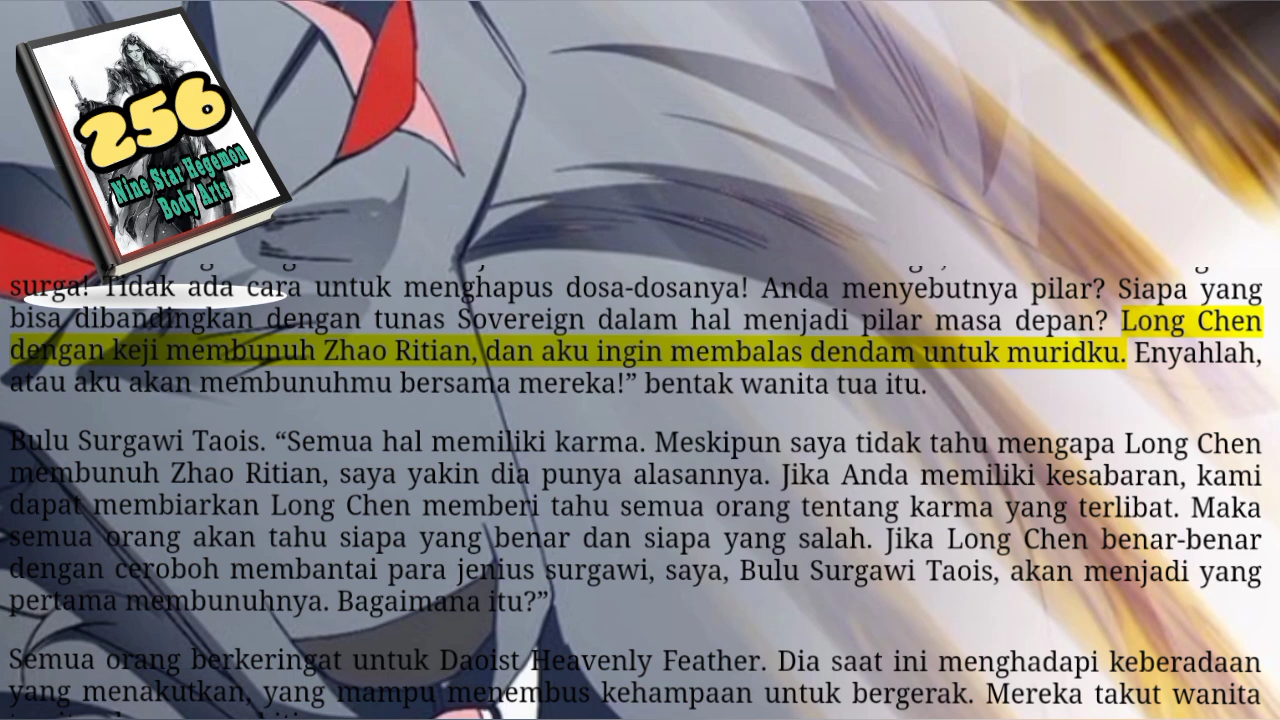 256
Nine Star Hegemon
Body Arts
surga! Tidak ada cara untuk menghapus dosa-dosanya! Anda menyebutnya pilar? Siapa yang
bisa dibandingkan dengan tunas Sovereign dalam hal menjadi pilar masa depan? Long Chen
dengan keji membunuh Zhao Ritian, dan aku ingin membalas dendam untuk muridku. Enyahlah,
atau aku akan membunuhmu bersama mereka!” bentak wanita tua itu.
Bulu Surgawi Taois. “Semua hal memiliki karma. Meskipun saya tidak tahu mengapa Long Chen
membunuh Zhao Ritian, saya yakin dia punya alasannya. Jika Anda memiliki kesabaran, kami
dapat membiarkan Long Chen memberi tahu semua orang tentang karma yang terlibat. Maka
semua orang akan tahu siapa yang benar dan siapa yang salah. Jika Long Chen benar-benar
dengan ceroboh membantai para jenius surgawi, saya, Bulu Surgawi Taois, akan menjadi yang
pertama membunuhnya. Bagaimana itu?”
Semua orang berkeringat untuk Daoist Heavenly Feather. Dia saat ini menghadapi keberadaan
yang menakutkan, yang mampu menembus kehampaan untuk bergerak. Mereka takut wanita